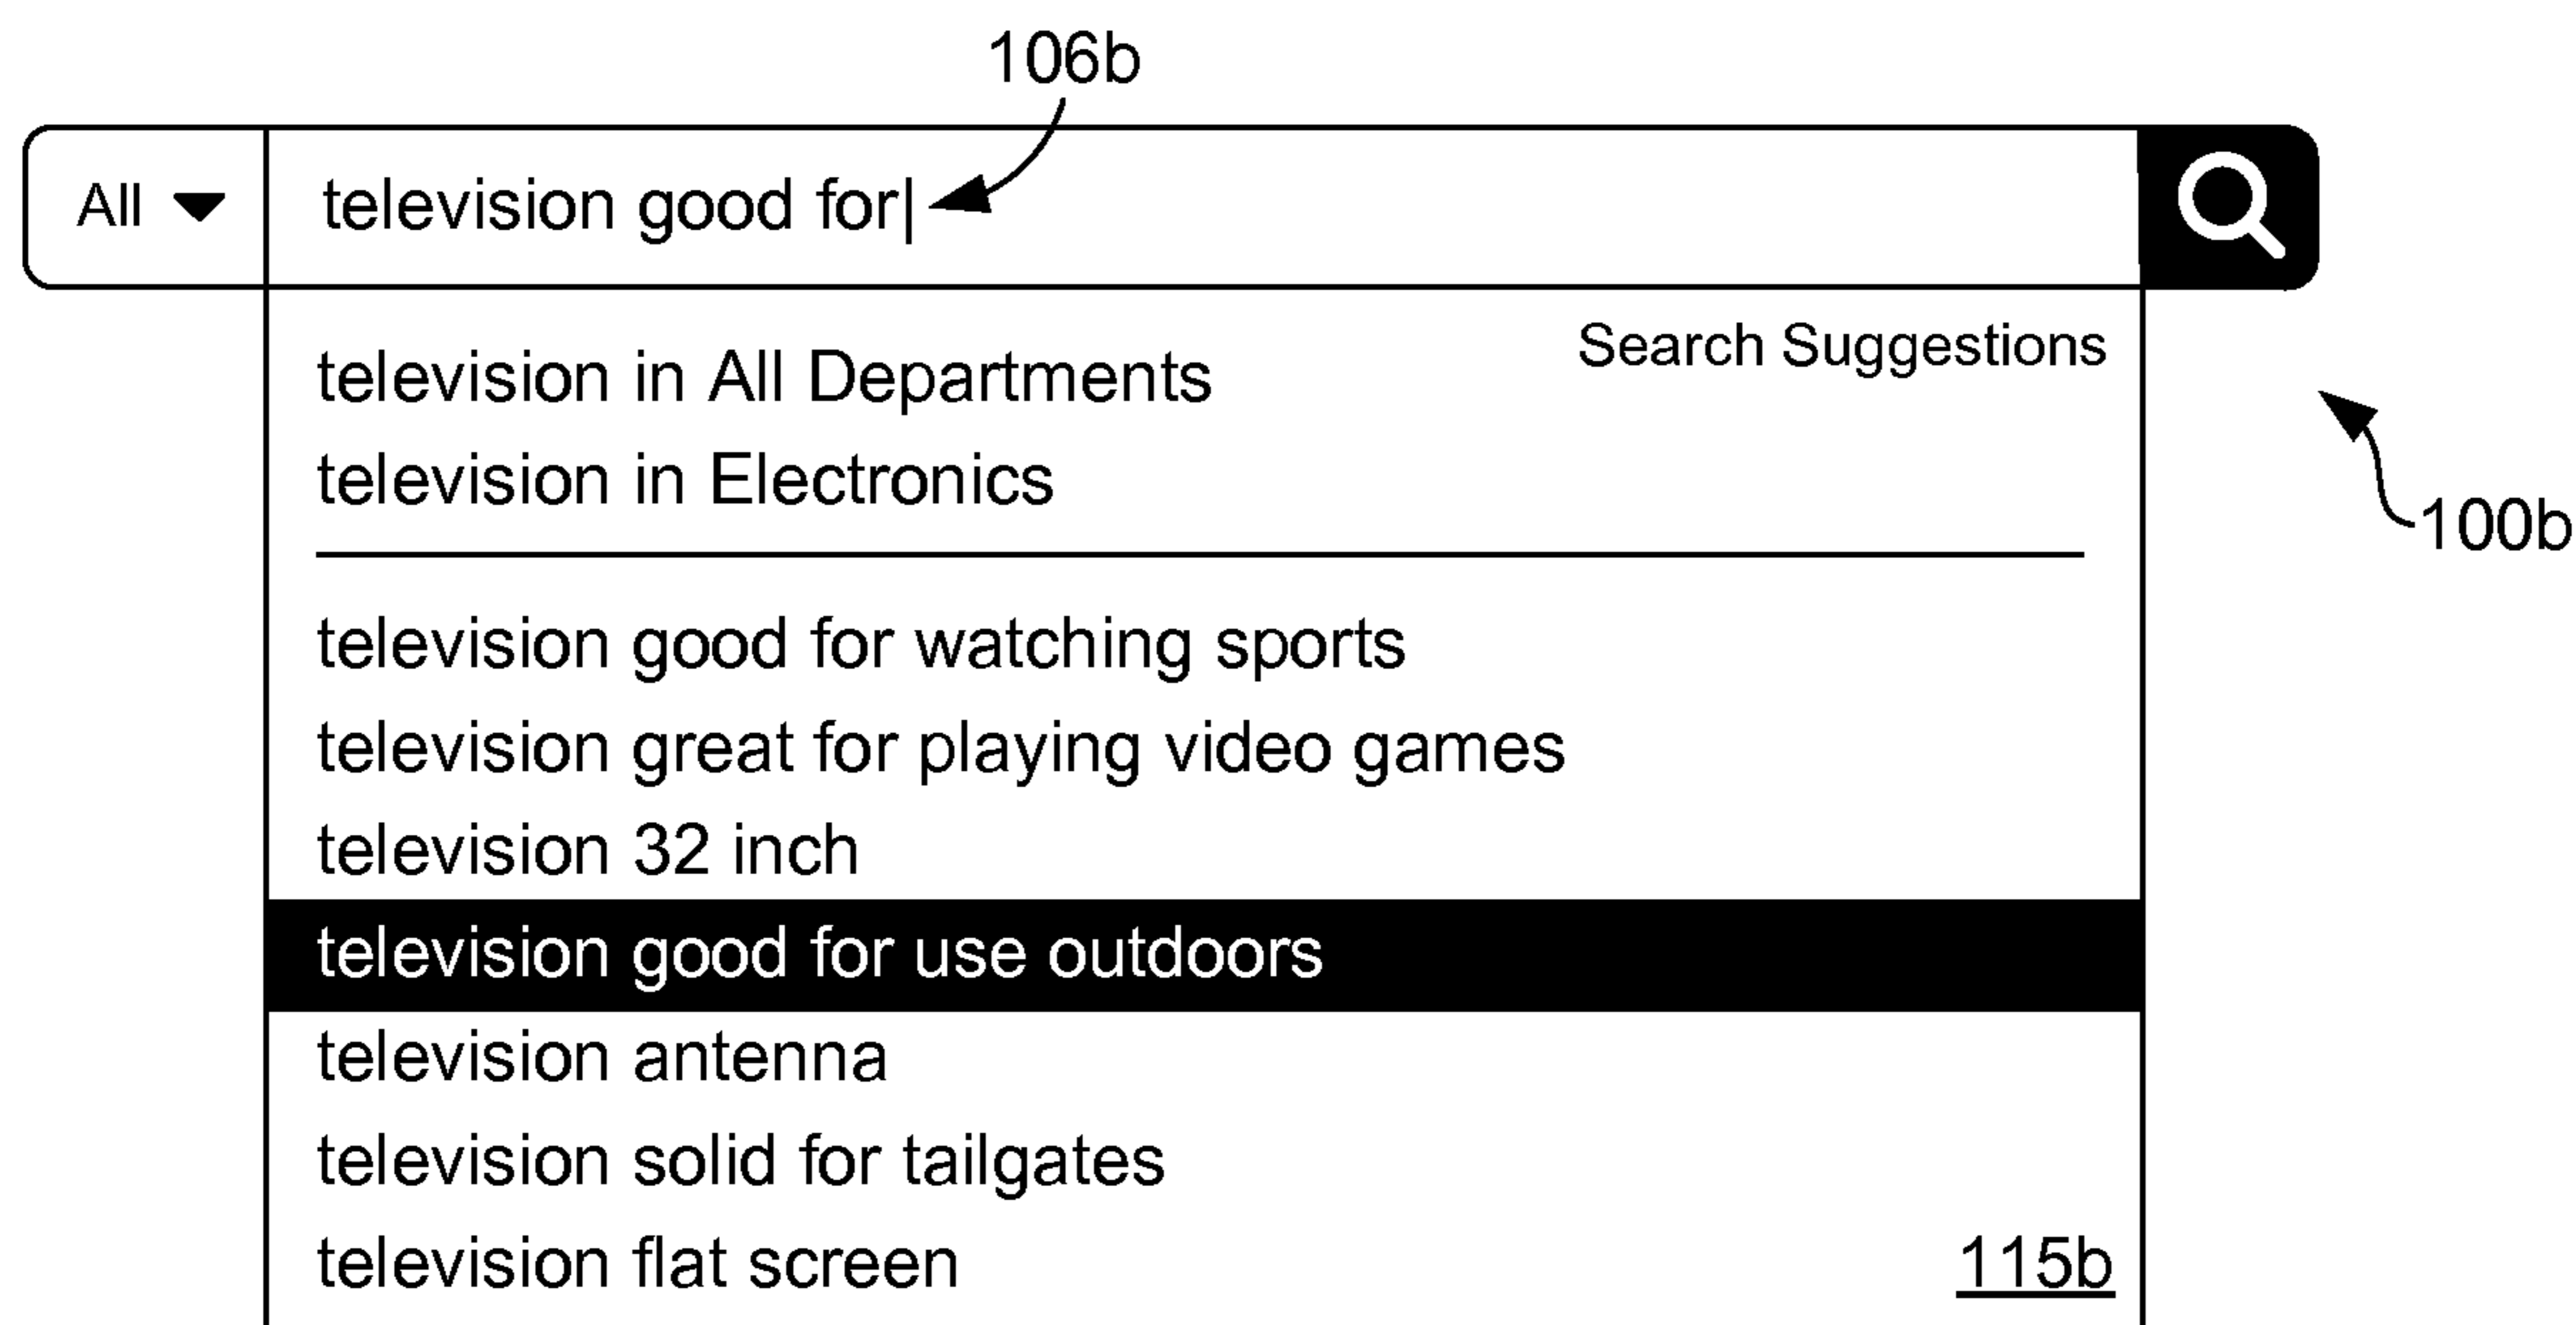 106b
All television good for
Search Suggestions
television in All Departments
television in Electronics
100b
television good for watching sports
television great for playing video games
television 32 inch
television good for use outdoors
television antenna
television solid for tailgates
television flat screen
115b